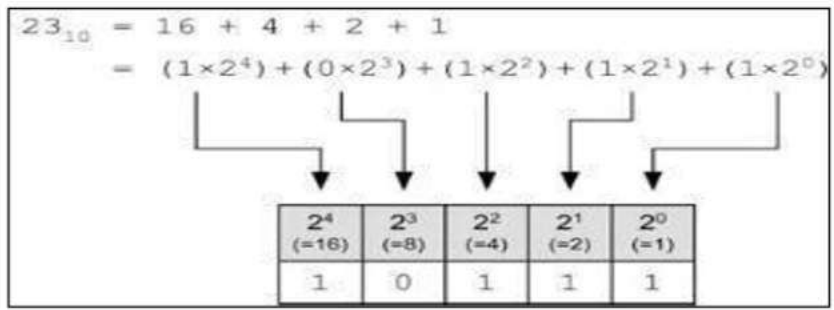 23₁₀ = 16 + 4 + 2 + 1
= (1×2⁴)+(0×2³)+(1×2²)+(1×2¹)+(1×2⁰)
2⁴ 2³ 2² 2¹ 2⁰
(=16) (=8) (=4) (=2) (=1)
1 0 1 1 1